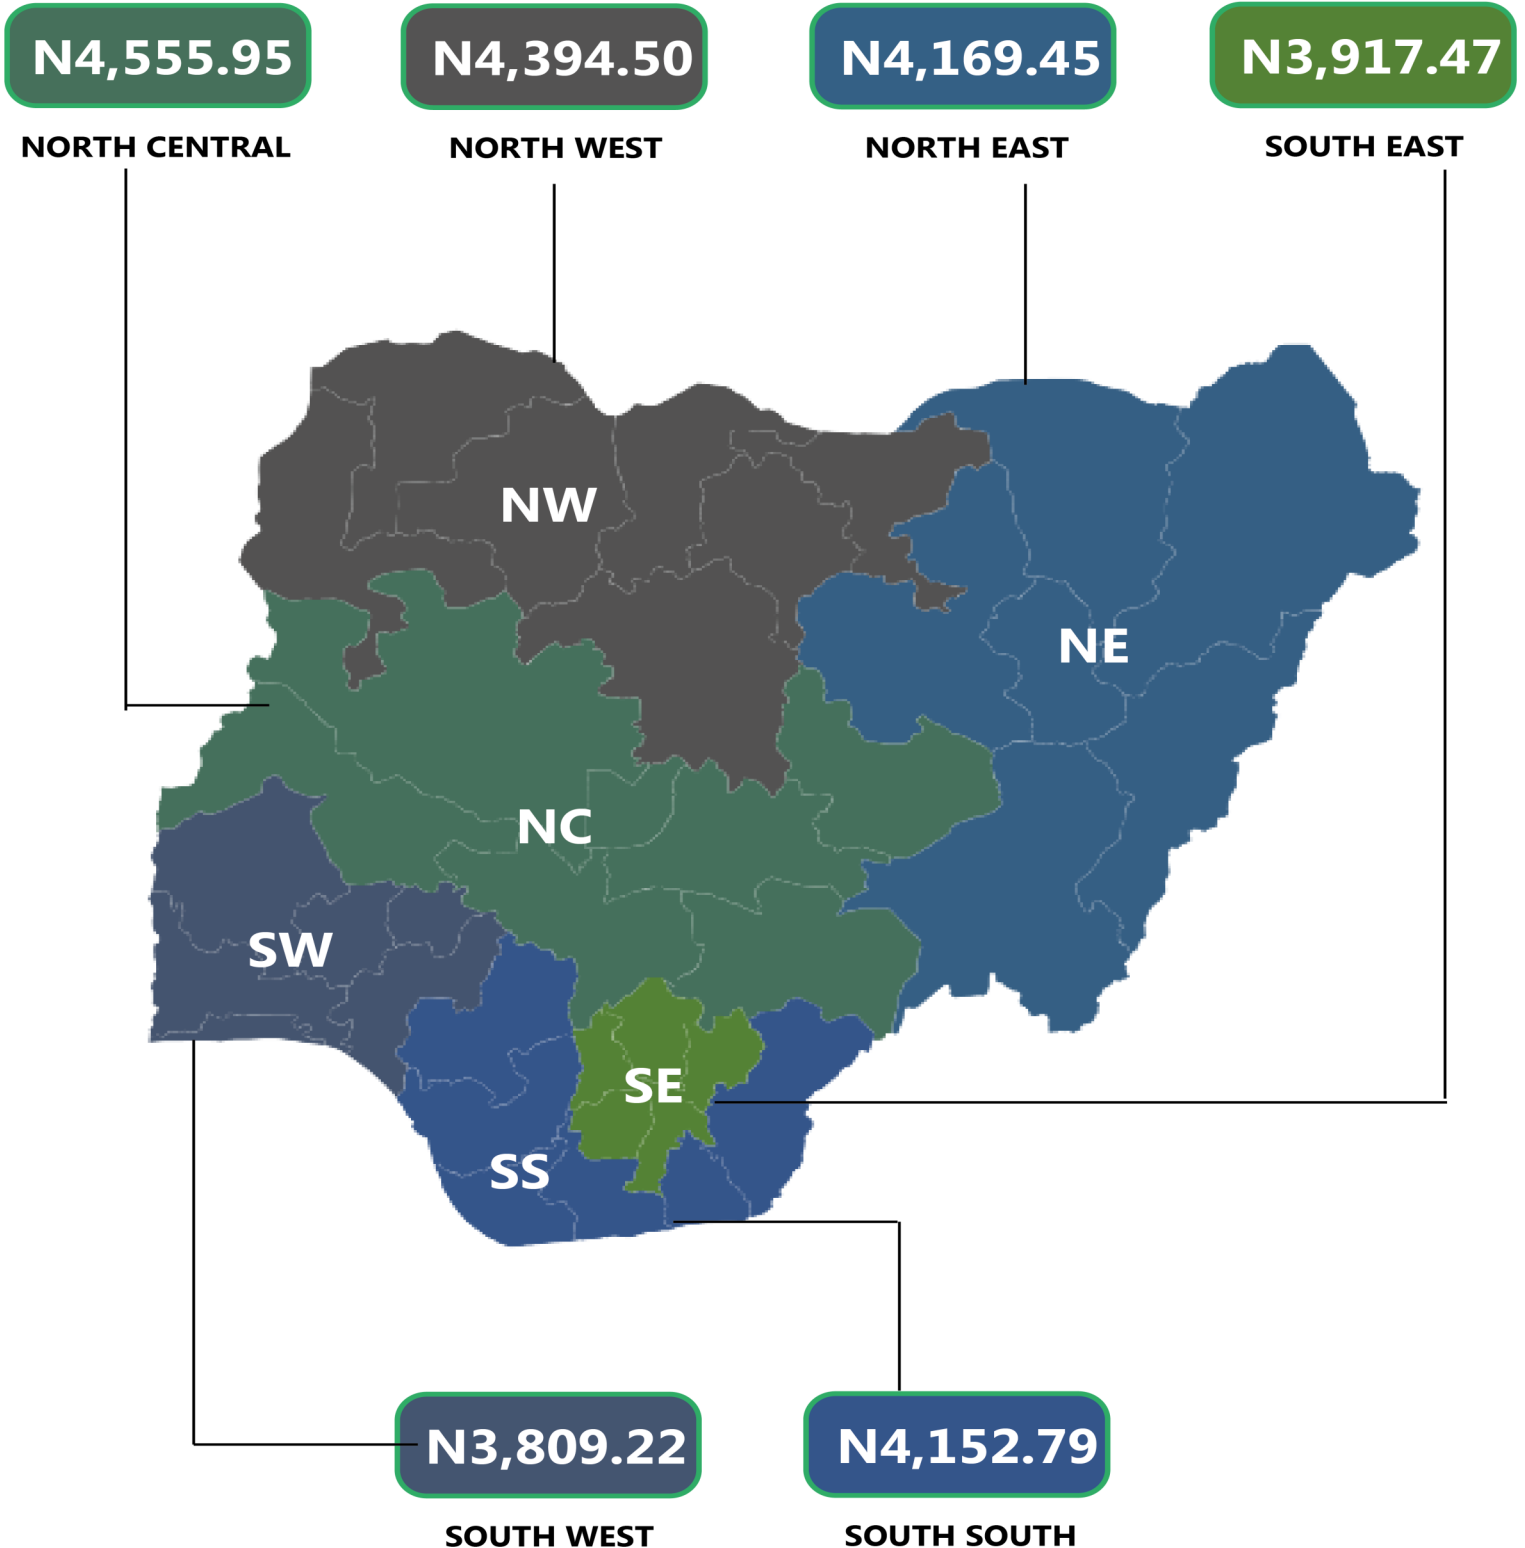 N4,555.95
N4,394.50
N4,169.45
N3,917.47
NORTH CENTRAL
NORTH WEST
NORTH EAST
SOUTH EAST
NW
NE
NC
SW
SE
SS
N3,809.22
N4,152.79
SOUTH WEST
SOUTH SOUTH